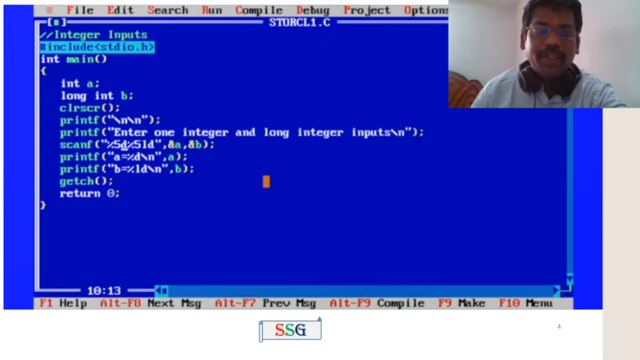 ≡ File Edit Search Run Compile Debug Project Options
[■] STORCL1.C
//Integer Inputs
#include<stdio.h>
int main()
{
int a;
long int b;
clrscr();
printf("\n\n");
printf("Enter one integer and long integer inputs\n");
scanf("%5d%5ld",&a,&b);
printf("a=%d\n",a);
printf("b=%ld\n",b);
getch();
return 0;
}
10:13
F1 Help Alt-F8 Next Msg Alt-F7 Prev Msg Alt-F9 Compile F9 Make F10 Menu
SSG
4